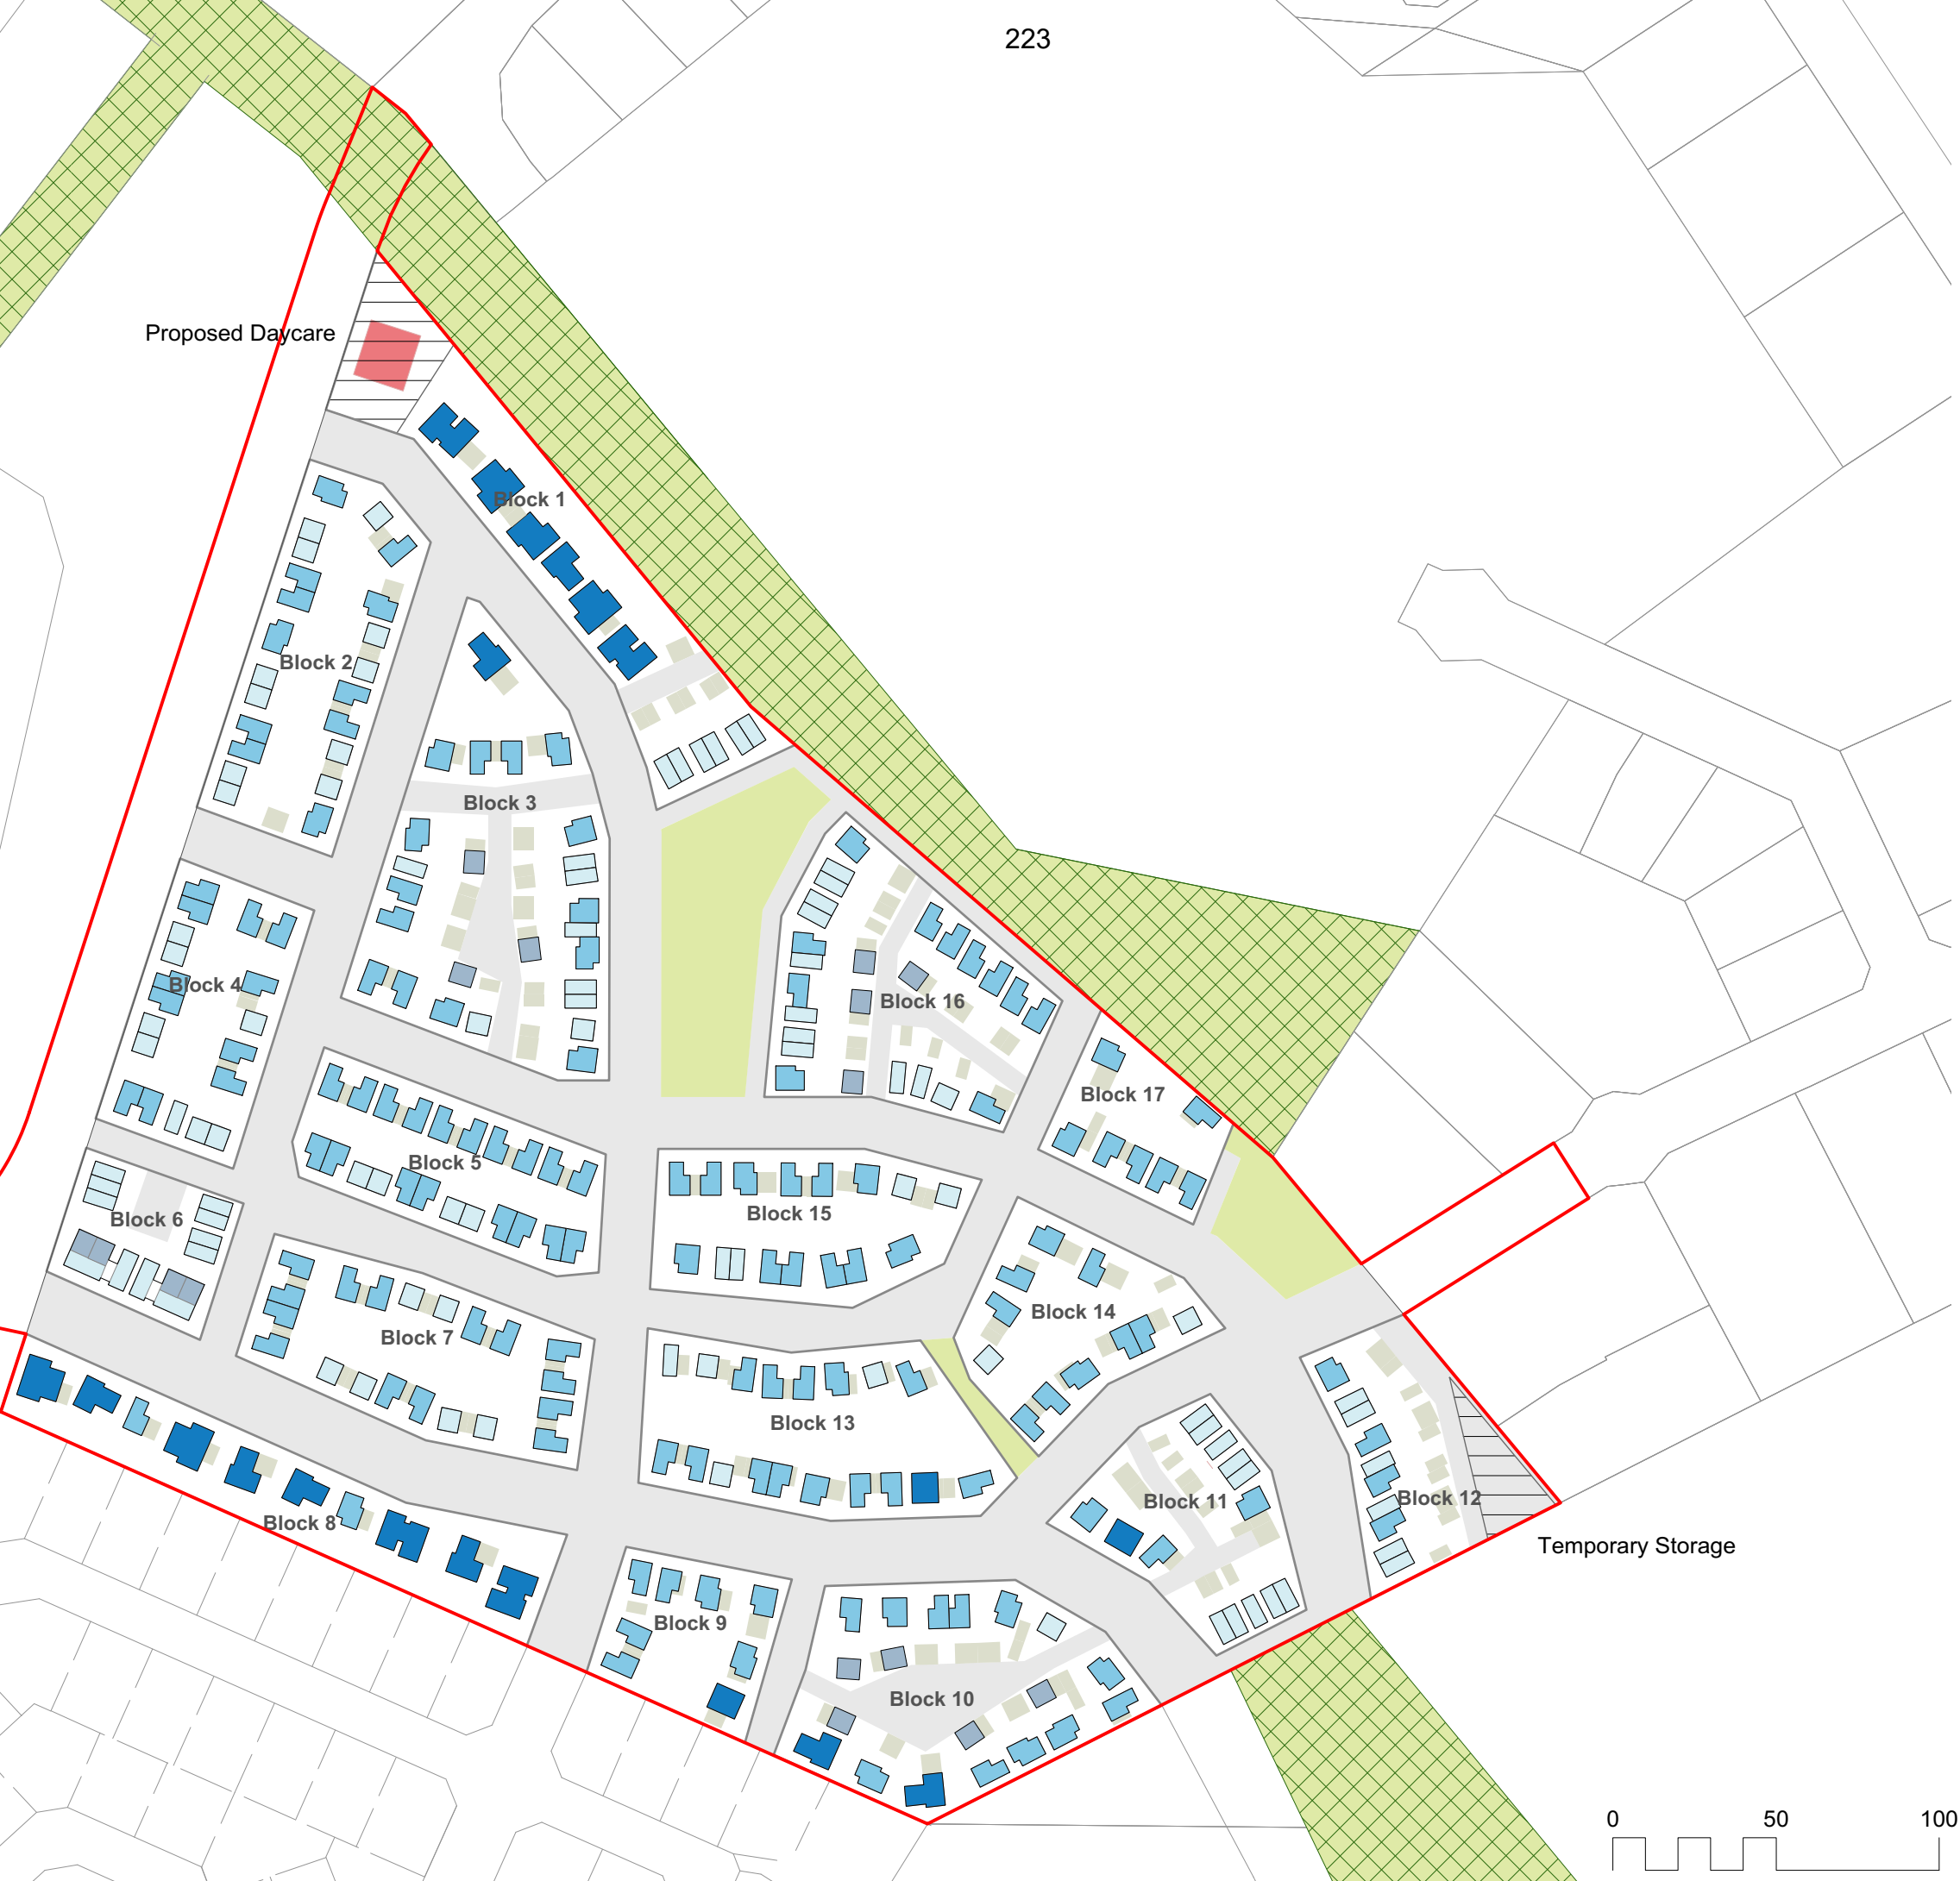 223
Proposed Daycare
Block 1
Block 2
Block 3
Block 4
Block 16
Block 17
Block 5
Block 15
Block 6
Block 14
Block 7
Block 13
Block 12
Block 11
Block 8
Temporary Storage
Block 9
Block 10
0 50 100